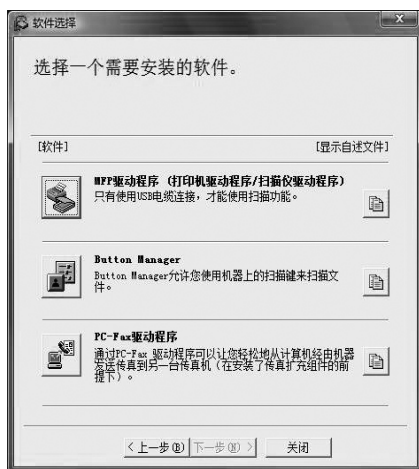 软件选择
选择一个需要安装的软件。
[软件] [显示自述文件]
MFP驱动程序 (打印机驱动程序/扫描仪驱动程序)
只有使用USB电缆连接，才能使用扫描功能。
Button Manager
Button Manager允许您使用机器上的扫描键来扫描文
件。
PC-Fax驱动程序
通过PC-Fax 驱动程序可以让您轻松地从计算机经由机器
发送传真到另一台传真机（在安装了传真扩充组件的前
提下）。
<上一步(B) 下一步(N)> 关闭